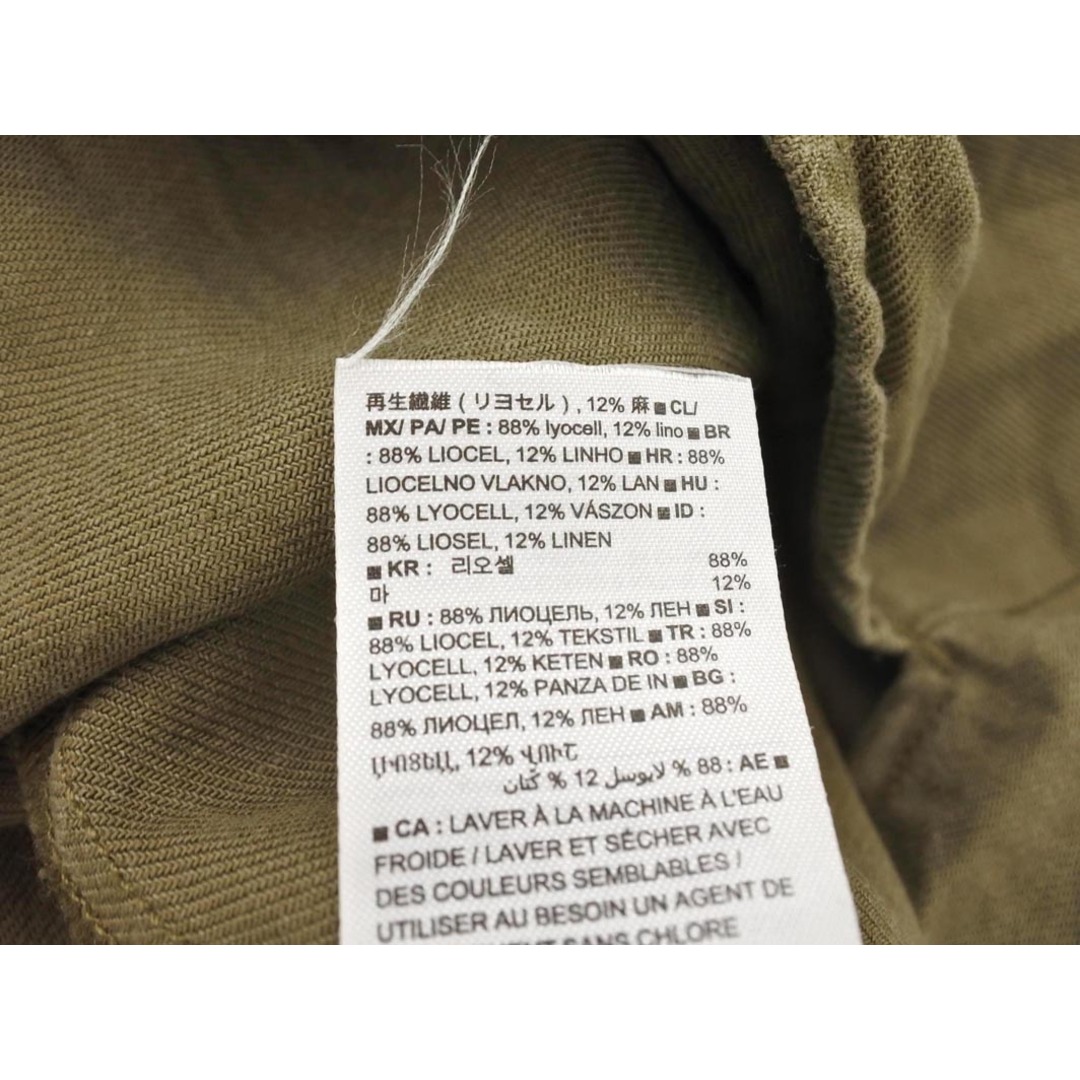 再生繊維 ( リヨセル ) , 12% 麻 ■ CL/
MX/ PA/ PE : 88% lyocell, 12% lino ■ BR
: 88% LIOCEL, 12% LINHO ■ HR : 88%
LIOCELNO VLAKNO, 12% LAN ■ HU :
88% LYOCELL, 12% VÁSZON ■ ID :
88% LIOSEL, 12% LINEN
■ KR : 리오셀 88%
마 12%
■ RU : 88% ЛИОЦЕЛЬ, 12% ЛЕН ■ SI :
88% LIOCEL, 12% TEKSTIL ■ TR : 88%
LYOCELL, 12% KETEN ■ RO : 88%
LYOCELL, 12% PANZA DE IN ■ BG :
88% ЛИОЦЕЛ, 12% ЛЕН ■ AM : 88%
ԼԻՈՑԵԼԼ, 12% ՎՈՒՇ
■ AE : 88 % لايوسل 12 % كتان
■ CA : LAVER À LA MACHINE À L'EAU
FROIDE / LAVER ET SÉCHER AVEC
DES COULEURS SEMBLABLES /
UTILISER AU BESOIN UN AGENT DE
SANS CHLORE